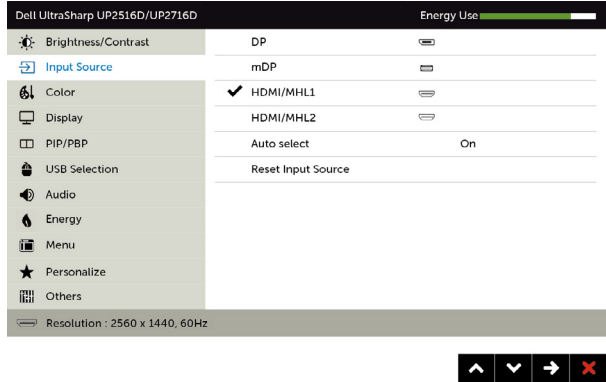 Dell UltraSharp UP2516D/UP2716D Energy Use
Brightness/Contrast
Input Source
Color
Display
PIP/PBP
USB Selection
Audio
Energy
Menu
Personalize
Others
DP
mDP
HDMI/MHL1
HDMI/MHL2
Auto select On
Reset Input Source
Resolution : 2560 x 1440, 60Hz